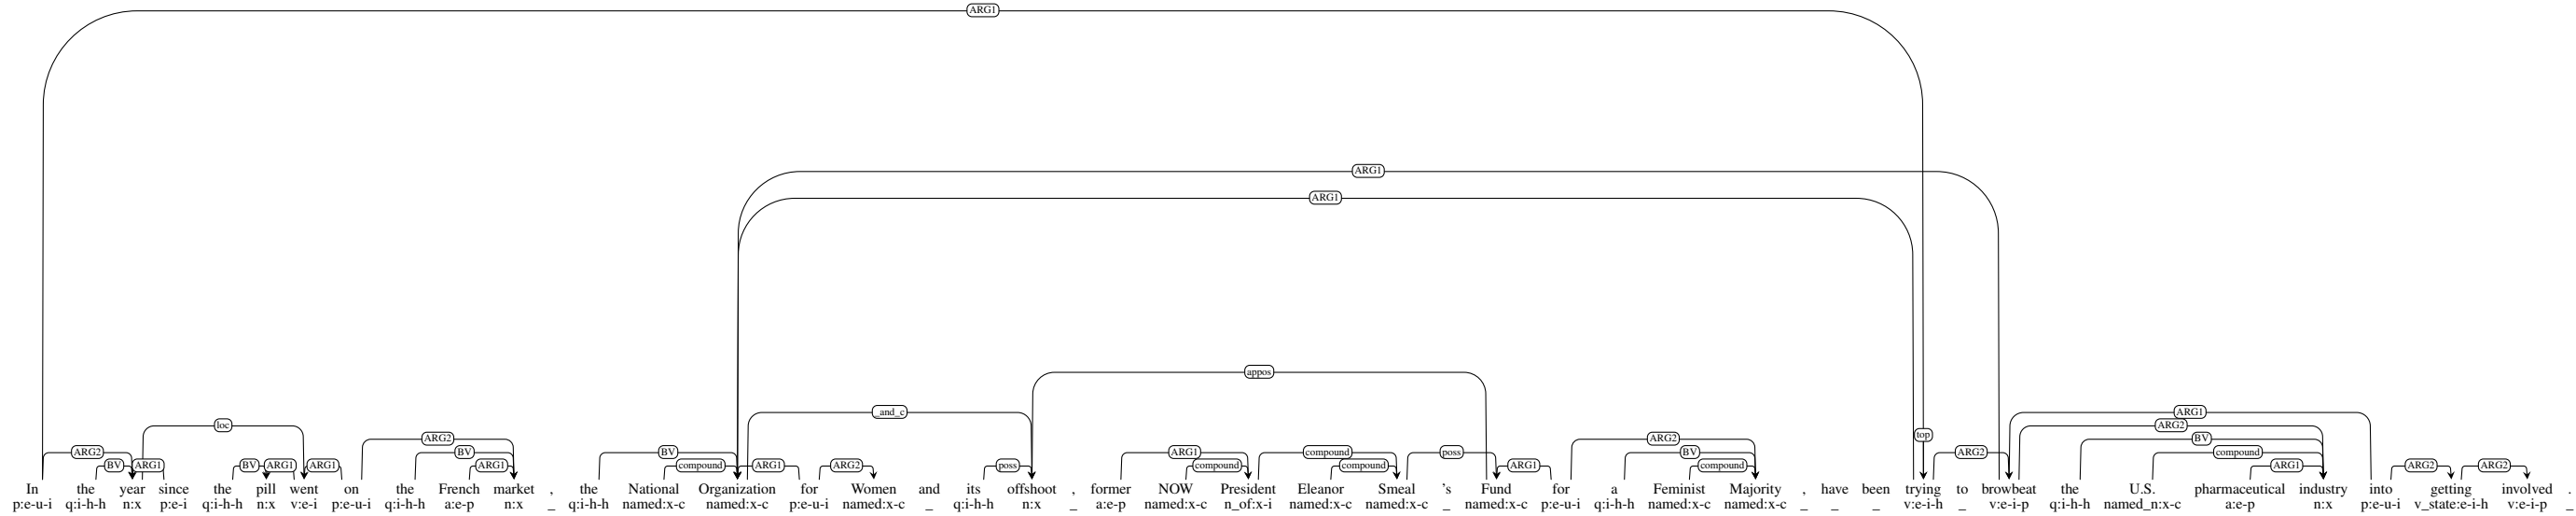 ARG1
ARG1
ARG1
appos
_and_c ARG1
loc ARG2
ARG2 ARG2 top BV
ARG2 BV BV ARG1 compound poss BV ARG2 compound
BV ARG1 BV ARG1 ARG1 ARG1 compound ARG1 ARG2 poss compound compound ARG1 compound ARG1 ARG2 ARG2
In the year since the pill went on the French market , the National Organization for Women and its offshoot , former NOW President Eleanor Smeal 's Fund for a Feminist Majority , have been trying to browbeat the U.S. pharmaceutical industry into getting involved .
p:e-u-i q:i-h-h n:x p:e-i q:i-h-h n:x v:e-i p:e-u-i q:i-h-h a:e-p n:x _ q:i-h-h named:x-c named:x-c p:e-u-i named:x-c _ q:i-h-h n:x _ a:e-p named:x-c n_of:x-i named:x-c named:x-c _ named:x-c p:e-u-i q:i-h-h named:x-c named:x-c _ _ _ v:e-i-h _ v:e-i-p q:i-h-h named_n:x-c a:e-p n:x p:e-u-i v_state:e-i-h v:e-i-p _